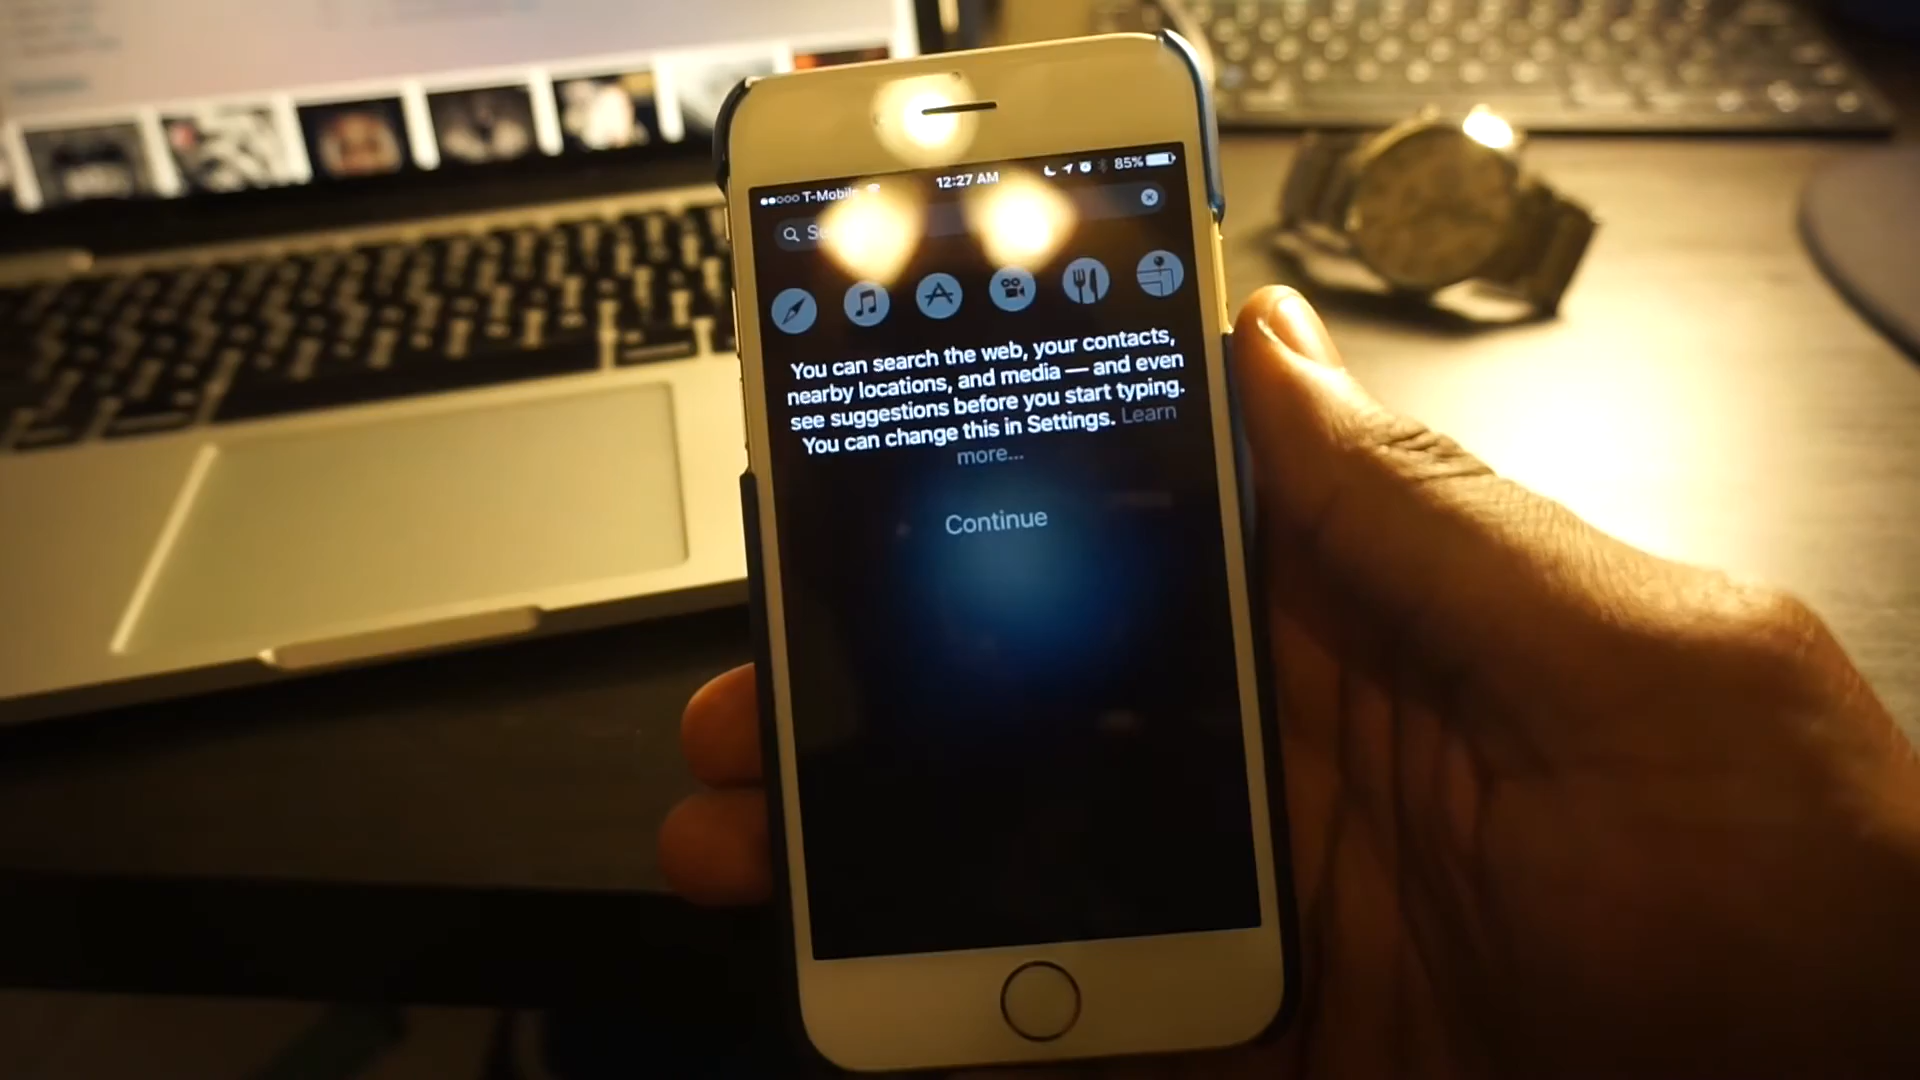 T-Mobile 12:27 AM 85%
You can search the web, your contacts,
nearby locations, and media — and even
see suggestions before you start typing.
You can change this in Settings. Learn
more...
Continue